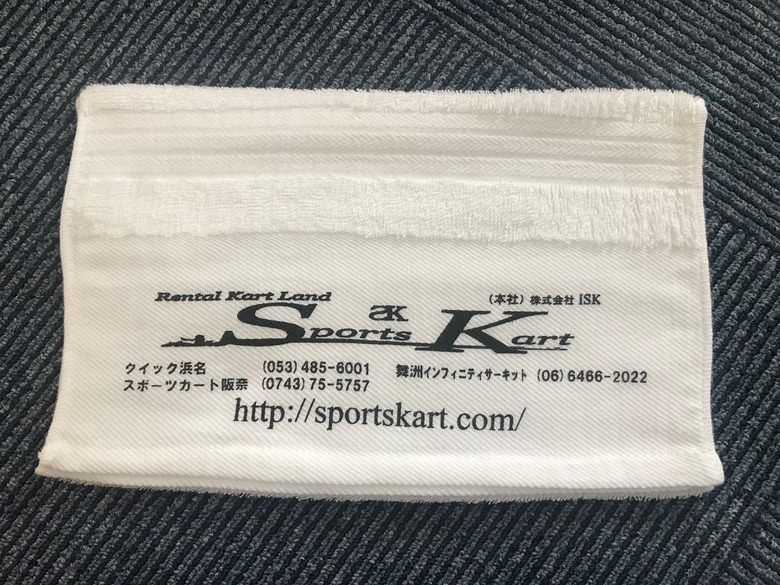 Rental Kart Land
(本社) 株式会社 ISK
SK
Sports Kart
クイック浜名 (053) 485-6001
舞洲インフィニティサーキット (06) 6466-2022
スポーツカート阪奈 (0743) 75-5757
http://sportskart.com/